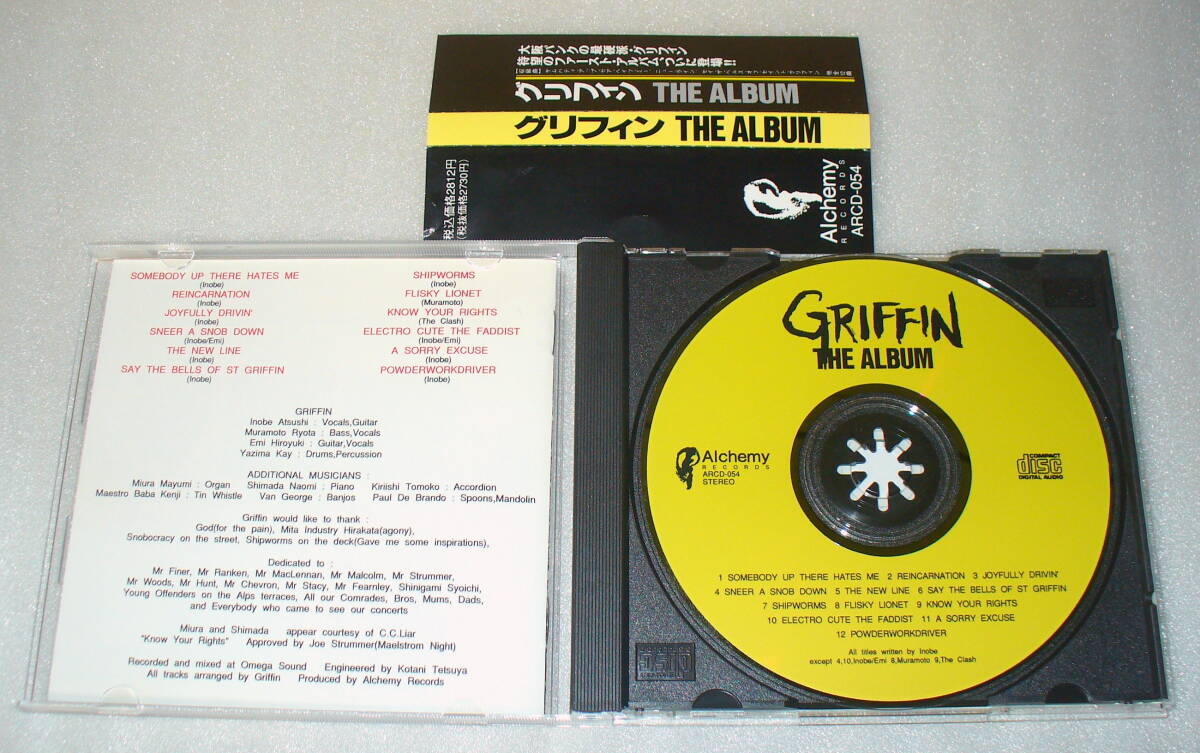 大阪パンクの最硬派・グリフィン
待望のファースト・アルバムついに登場!!
グリフィン THE ALBUM
グリフィン THE ALBUM
税込価格2812円
(税抜価格2730円)
Alchemy
RECORDS
ARCD-054
SOMEBODY UP THERE HATES ME
(Inobe)
REINCARNATION
(Inobe)
JOYFULLY DRIVIN'
(Inobe)
SNEER A SNOB DOWN
(Inobe/Emi)
THE NEW LINE
(Inobe)
SAY THE BELLS OF ST GRIFFIN
(Inobe)
SHIPWORMS
(Inobe)
FLISKY LIONET
(Muramoto)
KNOW YOUR RIGHTS
(The Clash)
ELECTRO CUTE THE FADDIST
(Inobe/Emi)
A SORRY EXCUSE
(Inobe)
POWDERWORKDRIVER
(Inobe)
GRIFFIN
Inobe Atsushi : Vocals,Guitar
Muramoto Ryota : Bass,Vocals
Emi Hiroyuki : Guitar,Vocals
Yazima Kay : Drums,Percussion
ADDITIONAL MUSICIANS :
Miura Mayumi : Organ Shimada Naomi : Piano Kiriishi Tomoko : Accordion
Maestro Baba Kenji : Tin Whistle Van George : Banjos Paul De Brando : Spoons,Mandolin
Griffin would like to thank :
God(for the pain), Mita Industry Hirakata(agony),
Snobocracy on the street, Shipworms on the deck(Gave me some inspirations),
Dedicated to :
Mr Finer, Mr Ranken, Mr MacLennan, Mr Malcolm, Mr Strummer,
Mr Woods, Mr Hunt, Mr Chevron, Mr Stacy, Mr Fearnley, Shinigami Syoichi,
Young Offenders on the Alps terraces, All our Comrades, Bros, Mums, Dads,
and Everybody who came to see our concerts
Miura and Shimada appear courtesy of C.C.Liar
"Know Your Rights" Approved by Joe Strummer(Maelstrom Night)
Recorded and mixed at Omega Sound Engineered by Kotani Tetsuya
All tracks arranged by Griffin Produced by Alchemy Records
GRIFFIN
THE ALBUM
Alchemy
RECORDS
ARCD-054
STEREO
COMPACT
disc
DIGITAL AUDIO
1 SOMEBODY UP THERE HATES ME 2 REINCARNATION 3 JOYFULLY DRIVIN'
4 SNEER A SNOB DOWN 5 THE NEW LINE 6 SAY THE BELLS OF ST GRIFFIN
7 SHIPWORMS 8 FLISKY LIONET 9 KNOW YOUR RIGHTS
10 ELECTRO CUTE THE FADDIST 11 A SORRY EXCUSE
12 POWDERWORKDRIVER
All titles written by Inobe
except 4,10,Inobe/Emi 8,Muramoto 9,The Clash